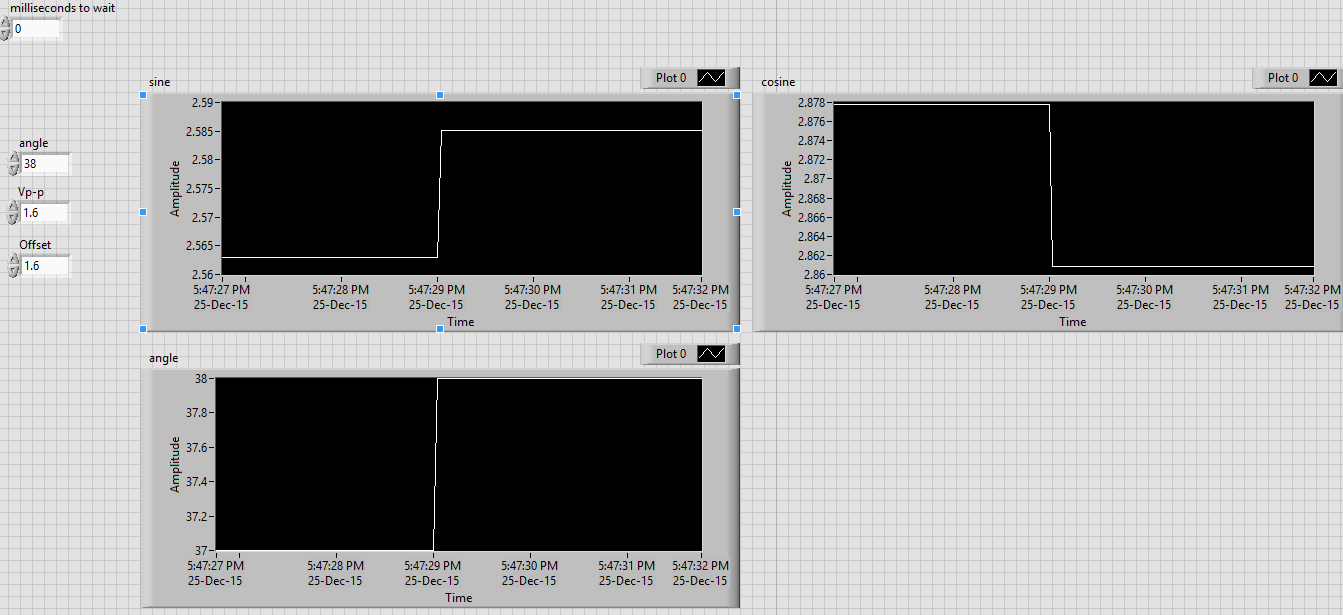 milliseconds to wait
0
angle
38
Vp-p
1.6
Offset
1.6
sine
Plot 0
2.59
2.585
2.58
2.575
2.57
2.565
2.56
Amplitude
5:47:27 PM 5:47:28 PM 5:47:29 PM 5:47:30 PM 5:47:31 PM 5:47:32 PM
25-Dec-15 25-Dec-15 25-Dec-15 25-Dec-15 25-Dec-15 25-Dec-15
Time
cosine
Plot 0
2.878
2.876
2.874
2.872
2.87
2.868
2.866
2.864
2.862
2.86
Amplitude
5:47:27 PM 5:47:28 PM 5:47:29 PM 5:47:30 PM 5:47:31 PM 5:47:32 PM
25-Dec-15 25-Dec-15 25-Dec-15 25-Dec-15 25-Dec-15 25-Dec-15
Time
angle
Plot 0
38
37.8
37.6
37.4
37.2
37
Amplitude
5:47:27 PM 5:47:28 PM 5:47:29 PM 5:47:30 PM 5:47:31 PM 5:47:32 PM
25-Dec-15 25-Dec-15 25-Dec-15 25-Dec-15 25-Dec-15 25-Dec-15
Time